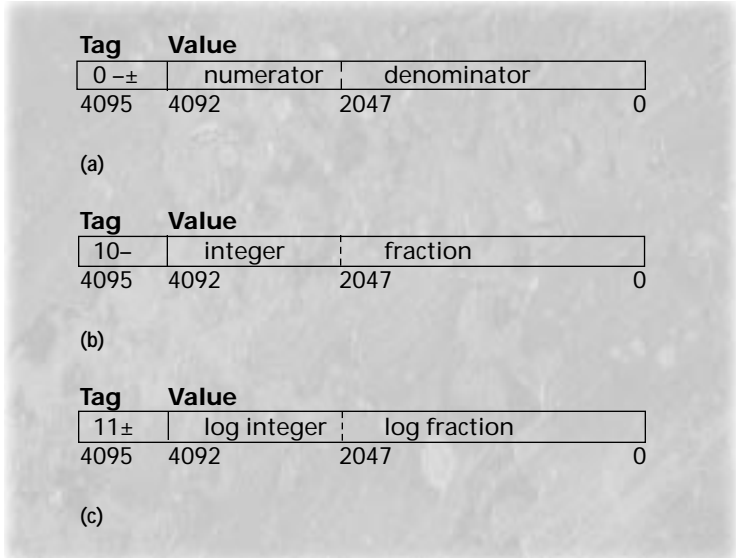 Tag Value
0 –± numerator denominator
4095 4092 2047 0
(a)
Tag Value
10– integer fraction
4095 4092 2047 0
(b)
Tag Value
11± log integer log fraction
4095 4092 2047 0
(c)